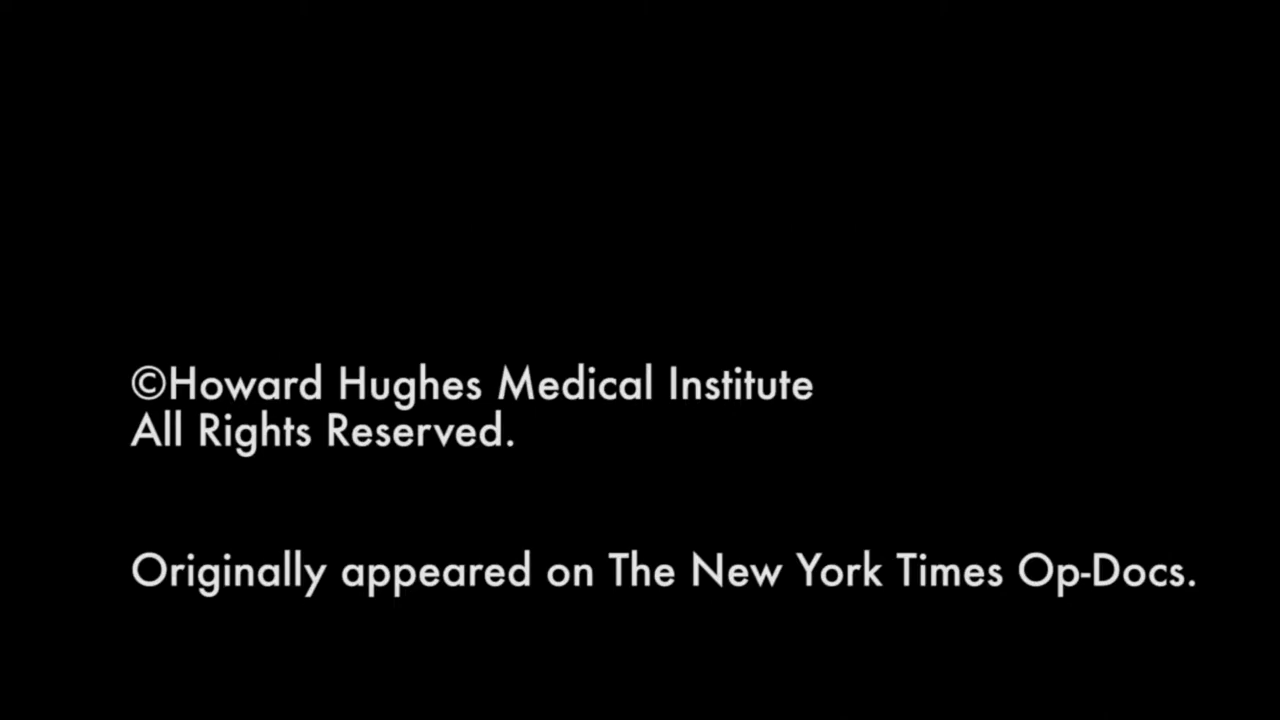 ©Howard Hughes Medical Institute
All Rights Reserved.
Originally appeared on The New York Times Op-Docs.